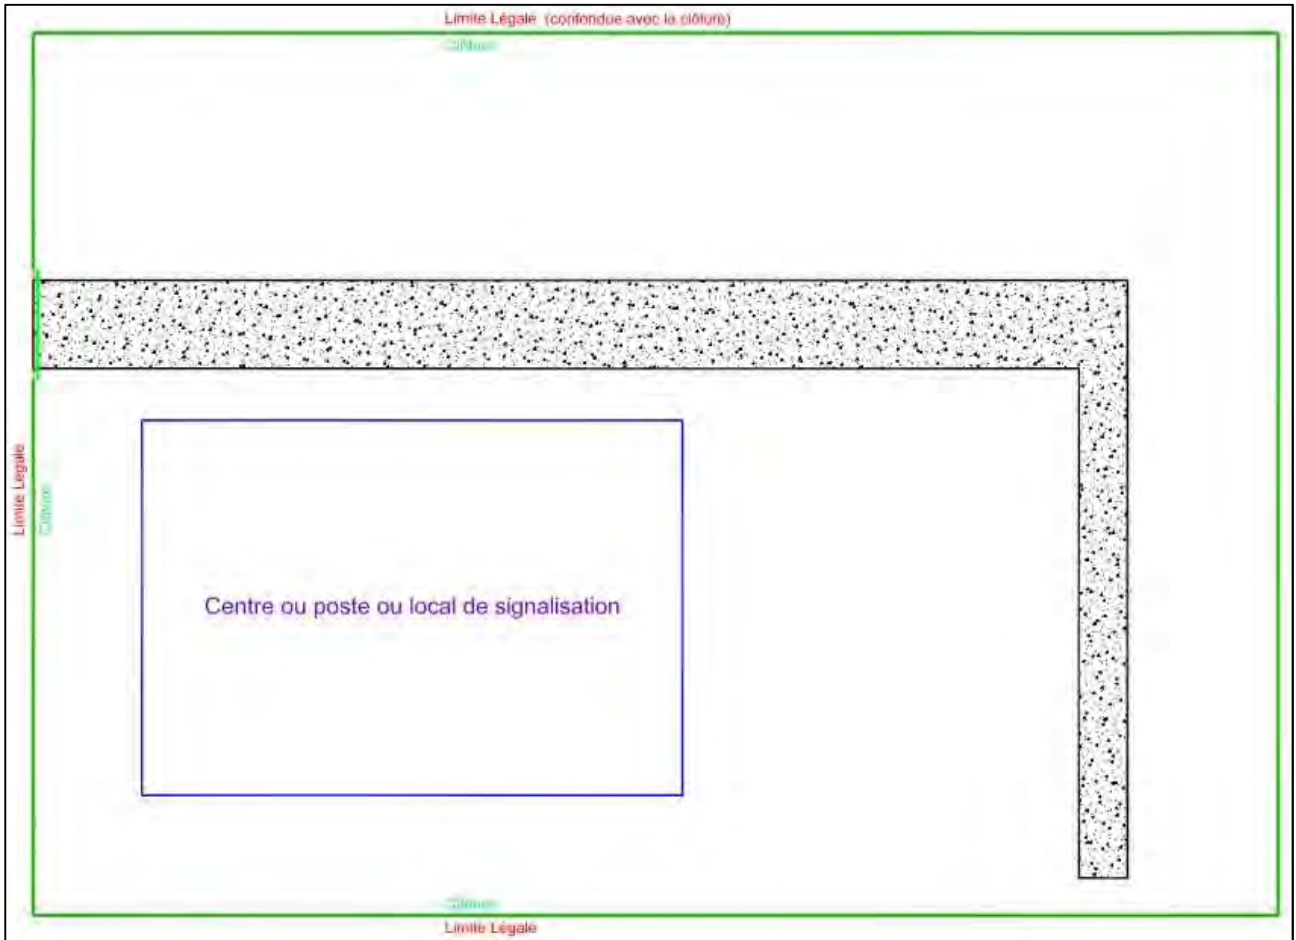 Limite Légale (confondue avec la clôture)
Clôture
Limite Légale
Clôture
Centre ou poste ou local de signalisation
Clôture
Limite Légale